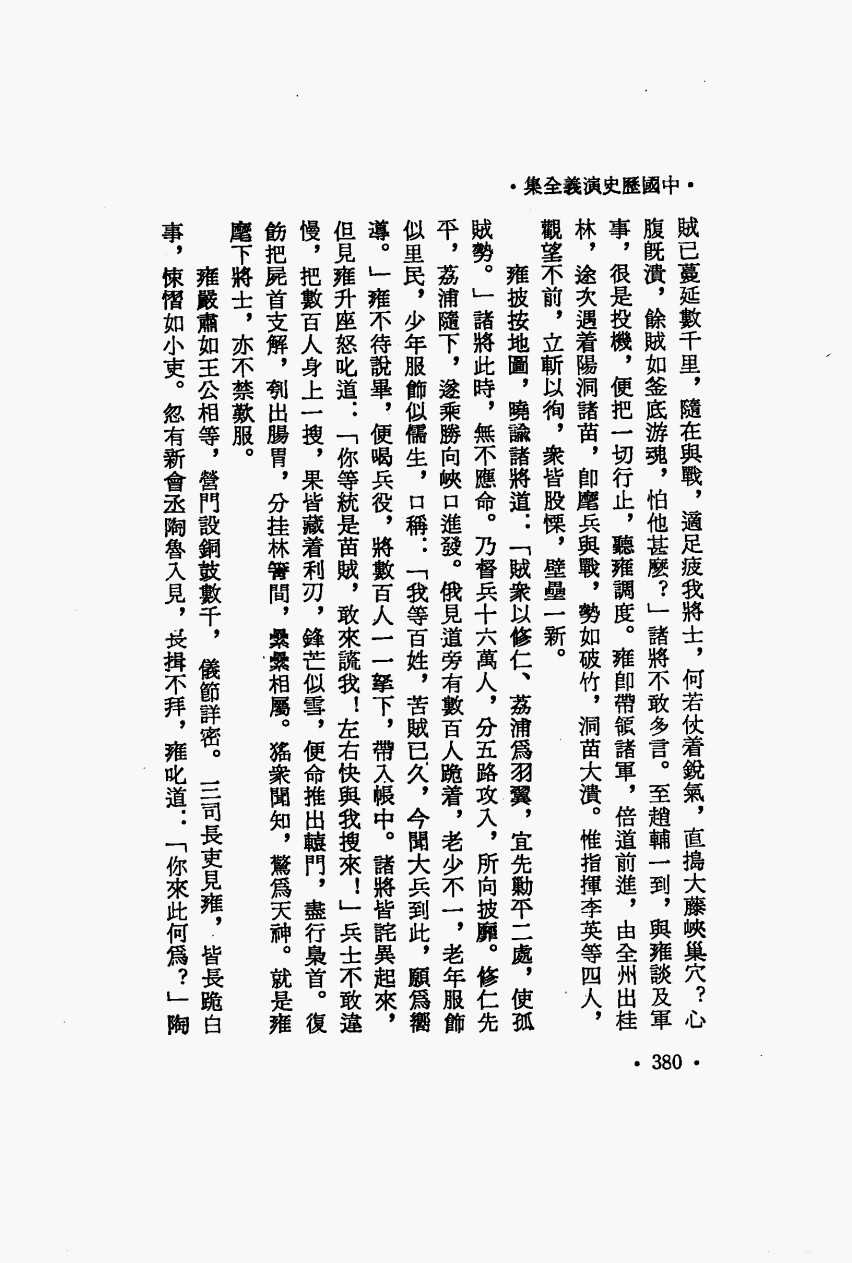 •中國歷史演義全集•
賊已蔓延數千里，隨在與戰，適足疲我將士，何若仗着銳氣，直搗大藤峽巢穴？心
腹既潰，餘賊如釜底游魂，怕他甚麼？」諸將不敢多言。至趙輔一到，與雍談及軍
事，很是投機，便把一切行止，聽雍調度。雍卽帶領諸軍，倍道前進，由全州出桂
林，途次遇着陽洞諸苗，卽麾兵與戰，勢如破竹，洞苗大潰。惟指揮李英等四人，
觀望不前，立斬以徇，衆皆股慄，壁壘一新。
雍披按地圖，曉諭諸將道：「賊衆以修仁、荔浦爲羽翼，宜先勦平二處，使孤
賊勢。」諸將此時，無不應命。乃督兵十六萬人，分五路攻入，所向披靡。修仁先
平，荔浦隨下，遂乘勝向峽口進發。俄見道旁有數百人跪着，老少不一，老年服飾
似里民，少年服飾似儒生，口稱：「我等百姓，苦賊已久，今聞大兵到此，願爲嚮
導。」雍不待說畢，便喝兵役，將數百人一一拏下，帶入帳中。諸將皆詫異起來，
但見雍升座怒叱道：「你等統是苗賊，敢來謊我！左右快與我搜來！」兵士不敢違
慢，把數百人身上一搜，果皆藏着利刃，鋒芒似雪，便命推出轅門，盡行梟首。復
飭把屍首支解，刳出腸胃，分挂林箐間，纍纍相屬。猺衆聞知，驚爲天神。就是雍
麾下將士，亦不禁歎服。
雍嚴肅如王公相等，營門設銅鼓數千，儀節詳密。三司長吏見雍，皆長跪白
事，悚慴如小吏。忽有新會丞陶魯入見，長揖不拜，雍叱道：「你來此何爲？」陶
•380•